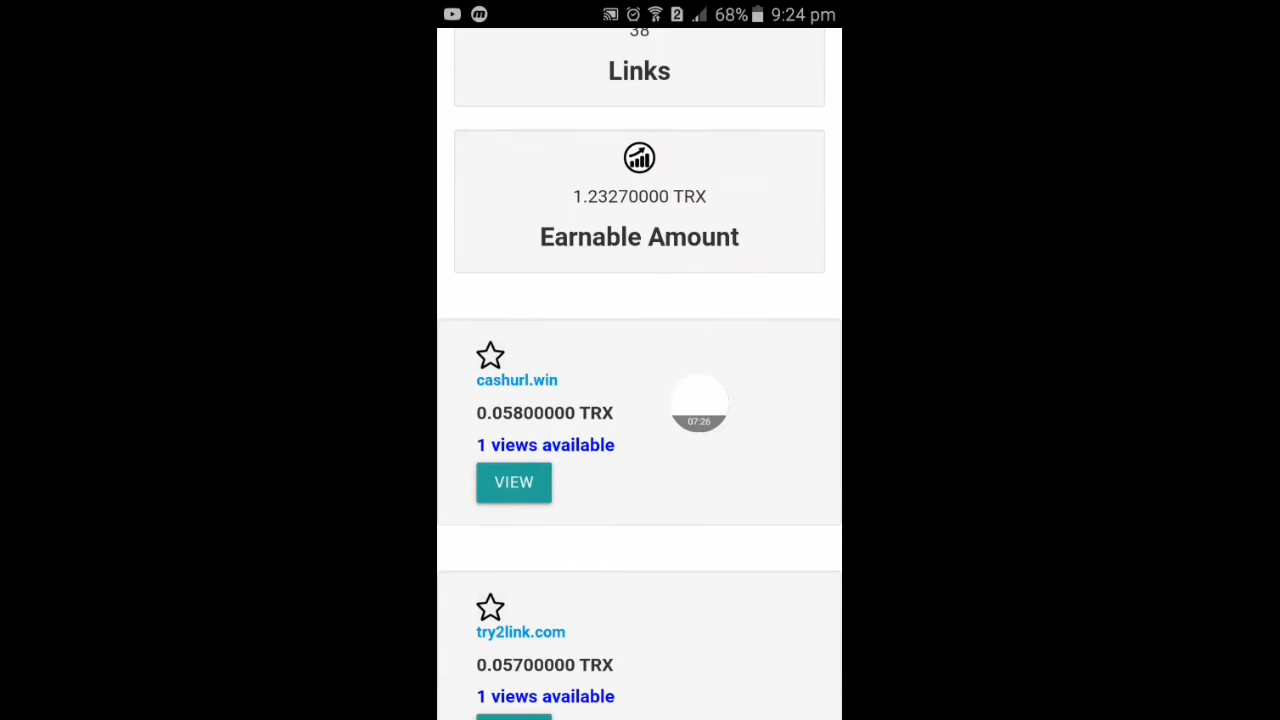 2 68% 9:24 pm
38
Links
1.23270000 TRX
Earnable Amount
cashurl.win
0.05800000 TRX
07:26
1 views available
VIEW
try2link.com
0.05700000 TRX
1 views available